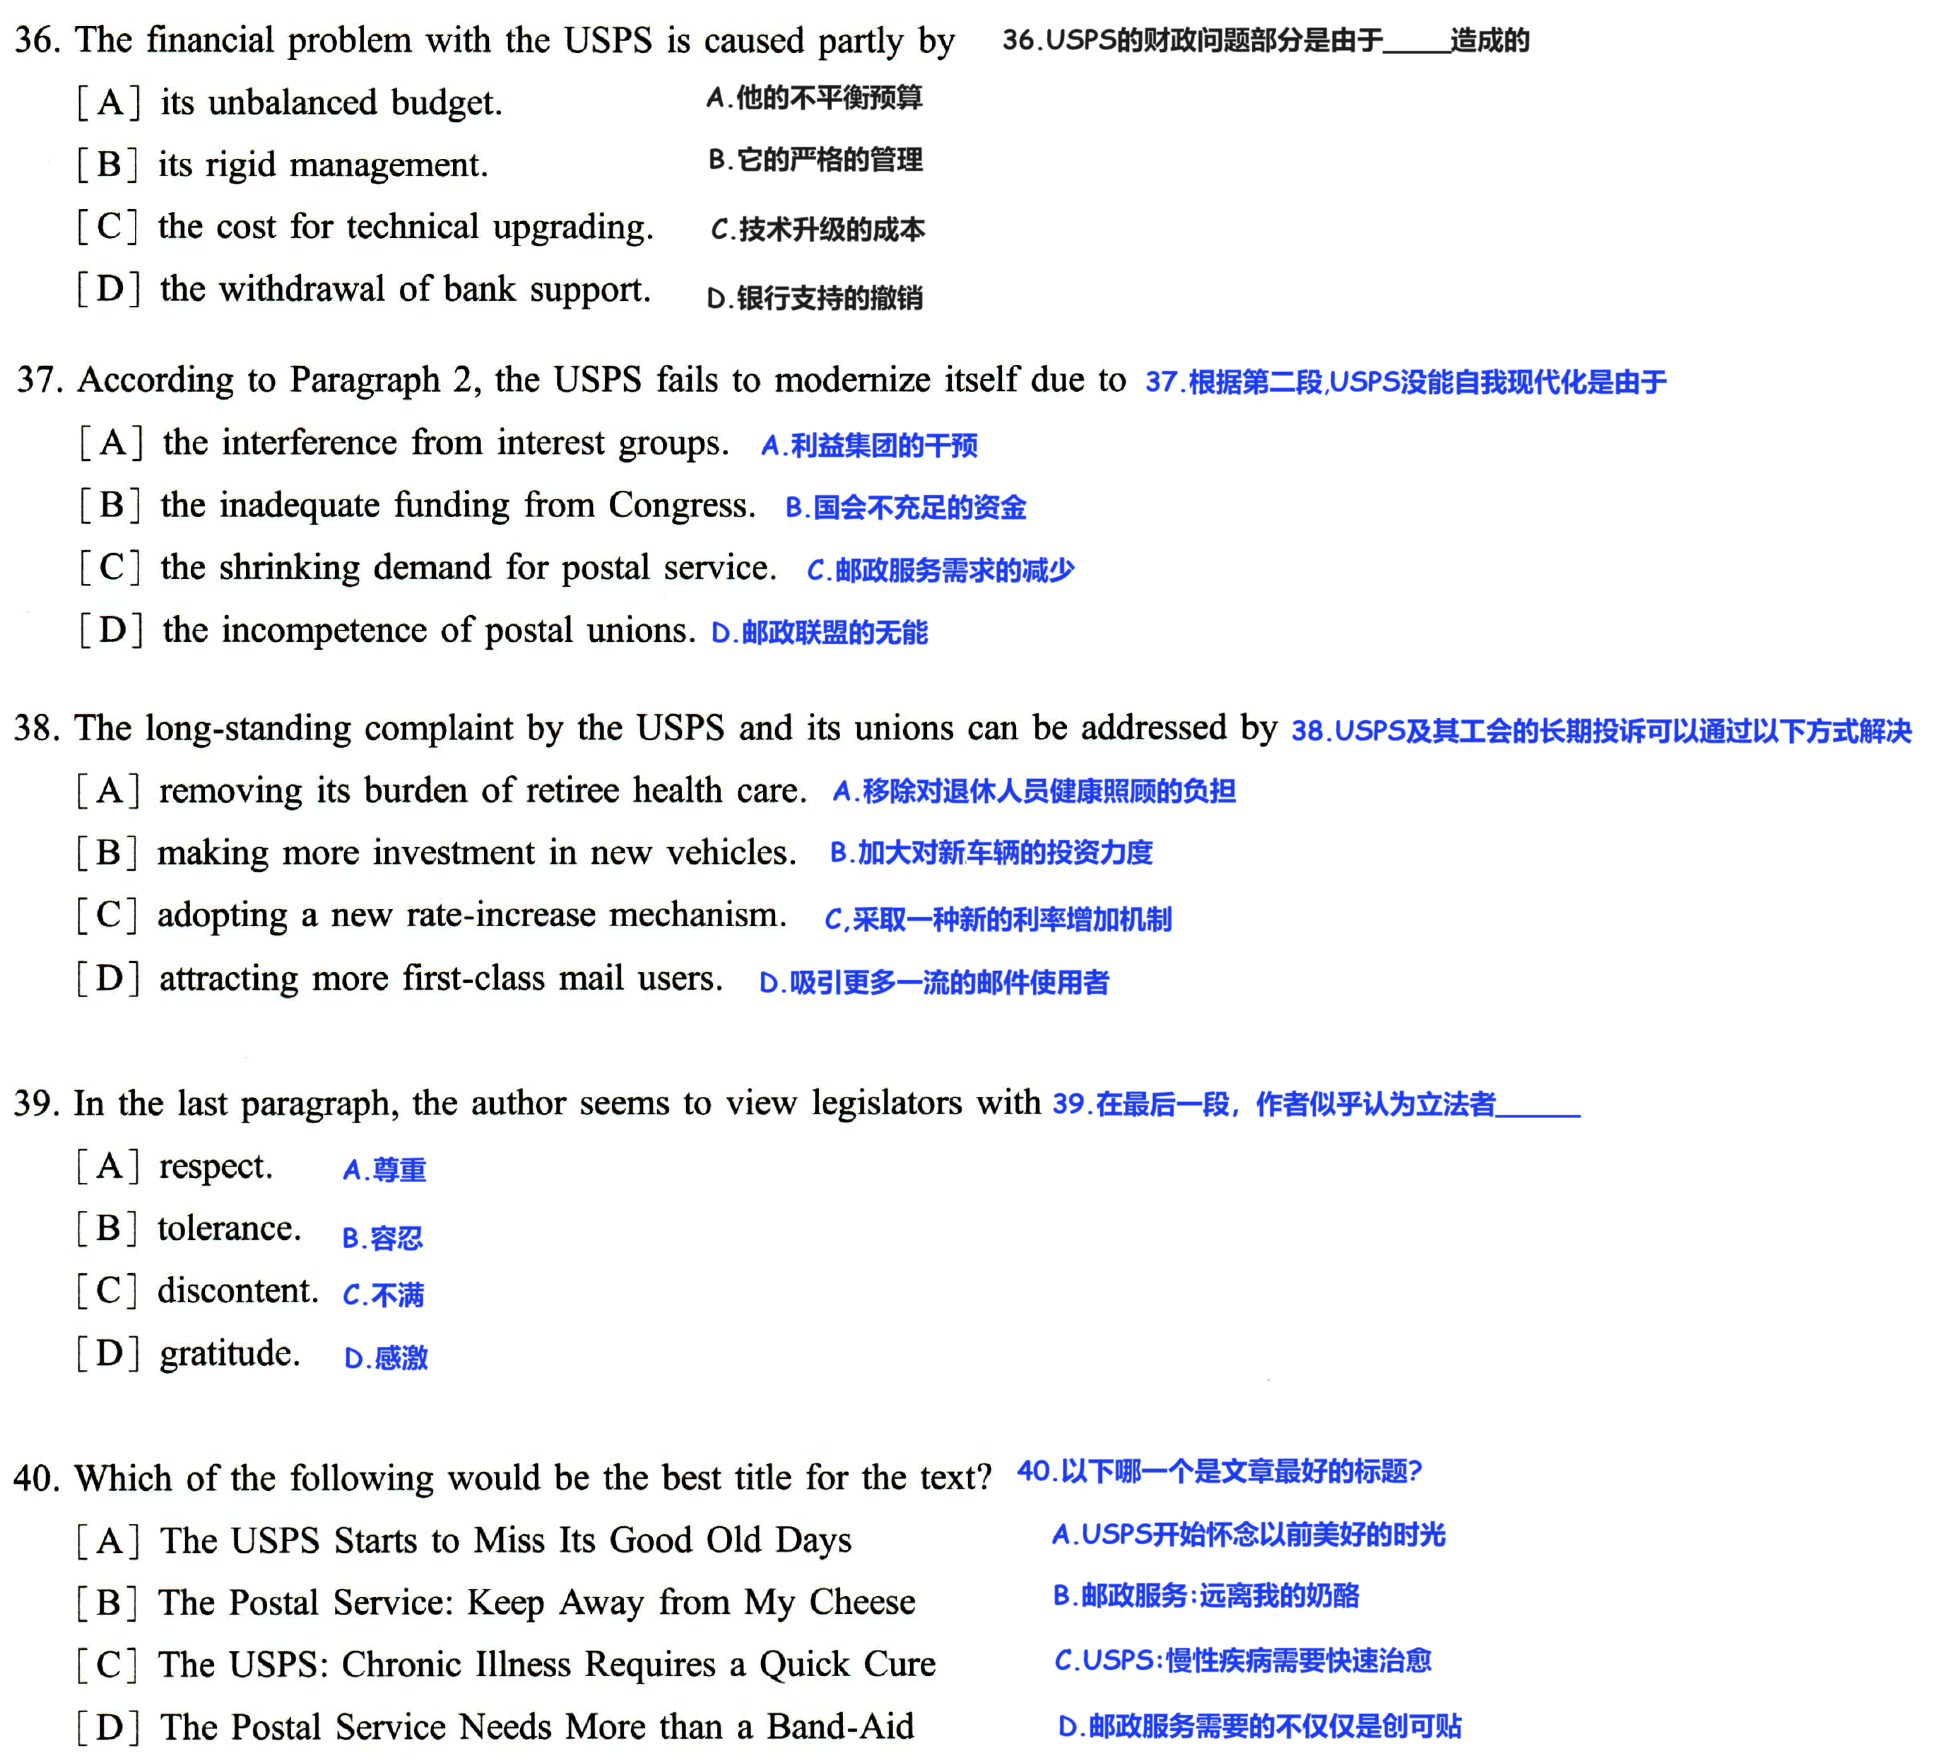 36. The financial problem with the USPS is caused partly by 36.USPS的财政问题部分是由于_____造成的
[A] its unbalanced budget. A.他的不平衡预算
[B] its rigid management. B.它的严格的管理
[C] the cost for technical upgrading. C.技术升级的成本
[D] the withdrawal of bank support. D.银行支持的撤销
37. According to Paragraph 2, the USPS fails to modernize itself due to 37.根据第二段,USPS没能自我现代化是由于
[A] the interference from interest groups. A.利益集团的干预
[B] the inadequate funding from Congress. B.国会不充足的资金
[C] the shrinking demand for postal service. C.邮政服务需求的减少
[D] the incompetence of postal unions. D.邮政联盟的无能
38. The long-standing complaint by the USPS and its unions can be addressed by 38.USPS及其工会的长期投诉可以通过以下方式解决
[A] removing its burden of retiree health care. A.移除对退休人员健康照顾的负担
[B] making more investment in new vehicles. B.加大对新车辆的投资力度
[C] adopting a new rate-increase mechanism. C,采取一种新的利率增加机制
[D] attracting more first-class mail users. D.吸引更多一流的邮件使用者
39. In the last paragraph, the author seems to view legislators with 39.在最后一段，作者似乎认为立法者______
[A] respect. A.尊重
[B] tolerance. B.容忍
[C] discontent. C.不满
[D] gratitude. D.感激
40. Which of the following would be the best title for the text? 40.以下哪一个是文章最好的标题?
[A] The USPS Starts to Miss Its Good Old Days A.USPS开始怀念以前美好的时光
[B] The Postal Service: Keep Away from My Cheese B.邮政服务:远离我的奶酪
[C] The USPS: Chronic Illness Requires a Quick Cure C.USPS:慢性疾病需要快速治愈
[D] The Postal Service Needs More than a Band-Aid D.邮政服务需要的不仅仅是创可贴